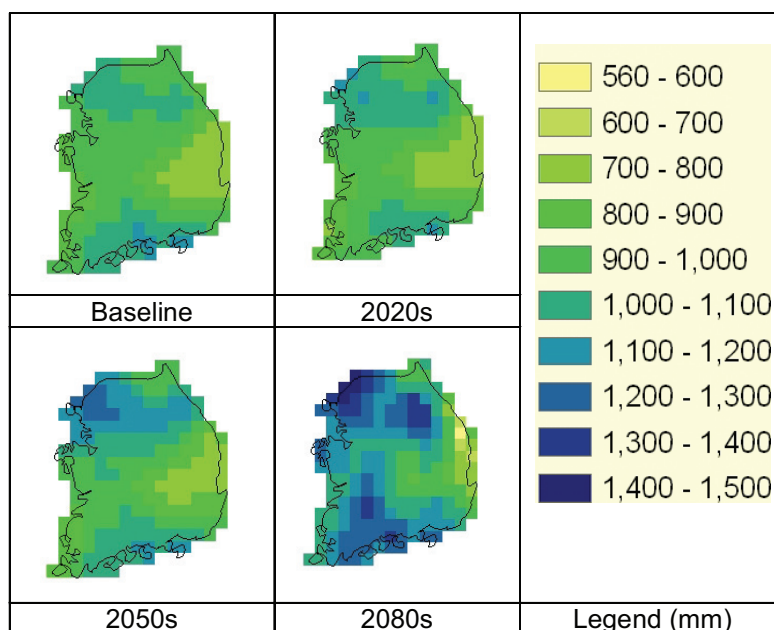 560 - 600
600 - 700
700 - 800
800 - 900
900 - 1,000
1,000 - 1,100
1,100 - 1,200
1,200 - 1,300
1,300 - 1,400
1,400 - 1,500
Baseline
2020s
2050s
2080s
Legend (mm)